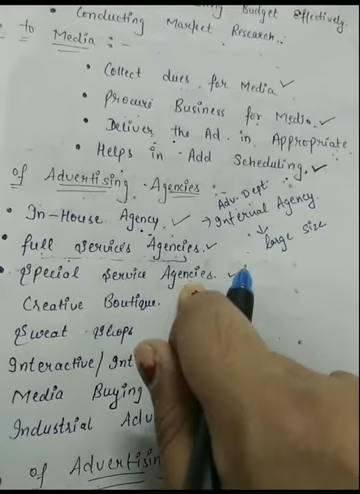 Budget effectively.
• Conducting Market Research..
to Media :-
• Collect dues for Media ✓
• Procure Business for Media. ✓
• Deliver the Ad. in Appropriate
• Helps in Add Scheduling. ✓
of Advertising Agencies :
Adv. Dept
• In-House Agency. ✓ → Internal Agency.
↓ large size
• full services Agencies. ✓
• Special Service Agencies. ✓
Creative Boutique.
Sweat Shops
Interactive/ Int
Media Buying
Industrial Adv
of Advertisin